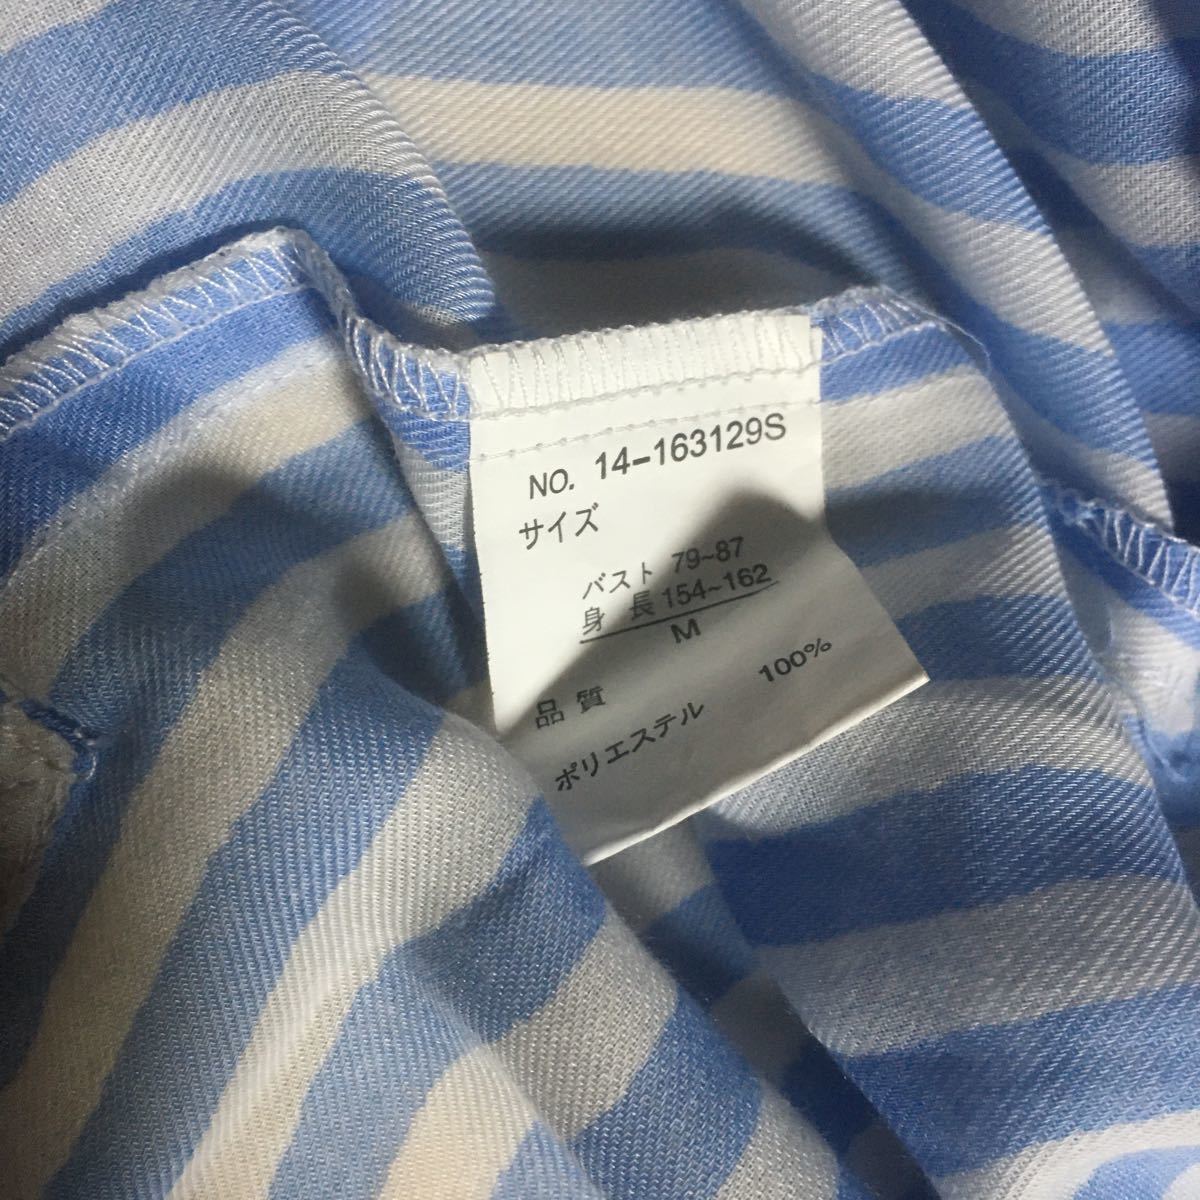 NO. 14-163129S
サイズ
バスト 79~87
身 長 154~162
M
品 質
ポリエステル 100%